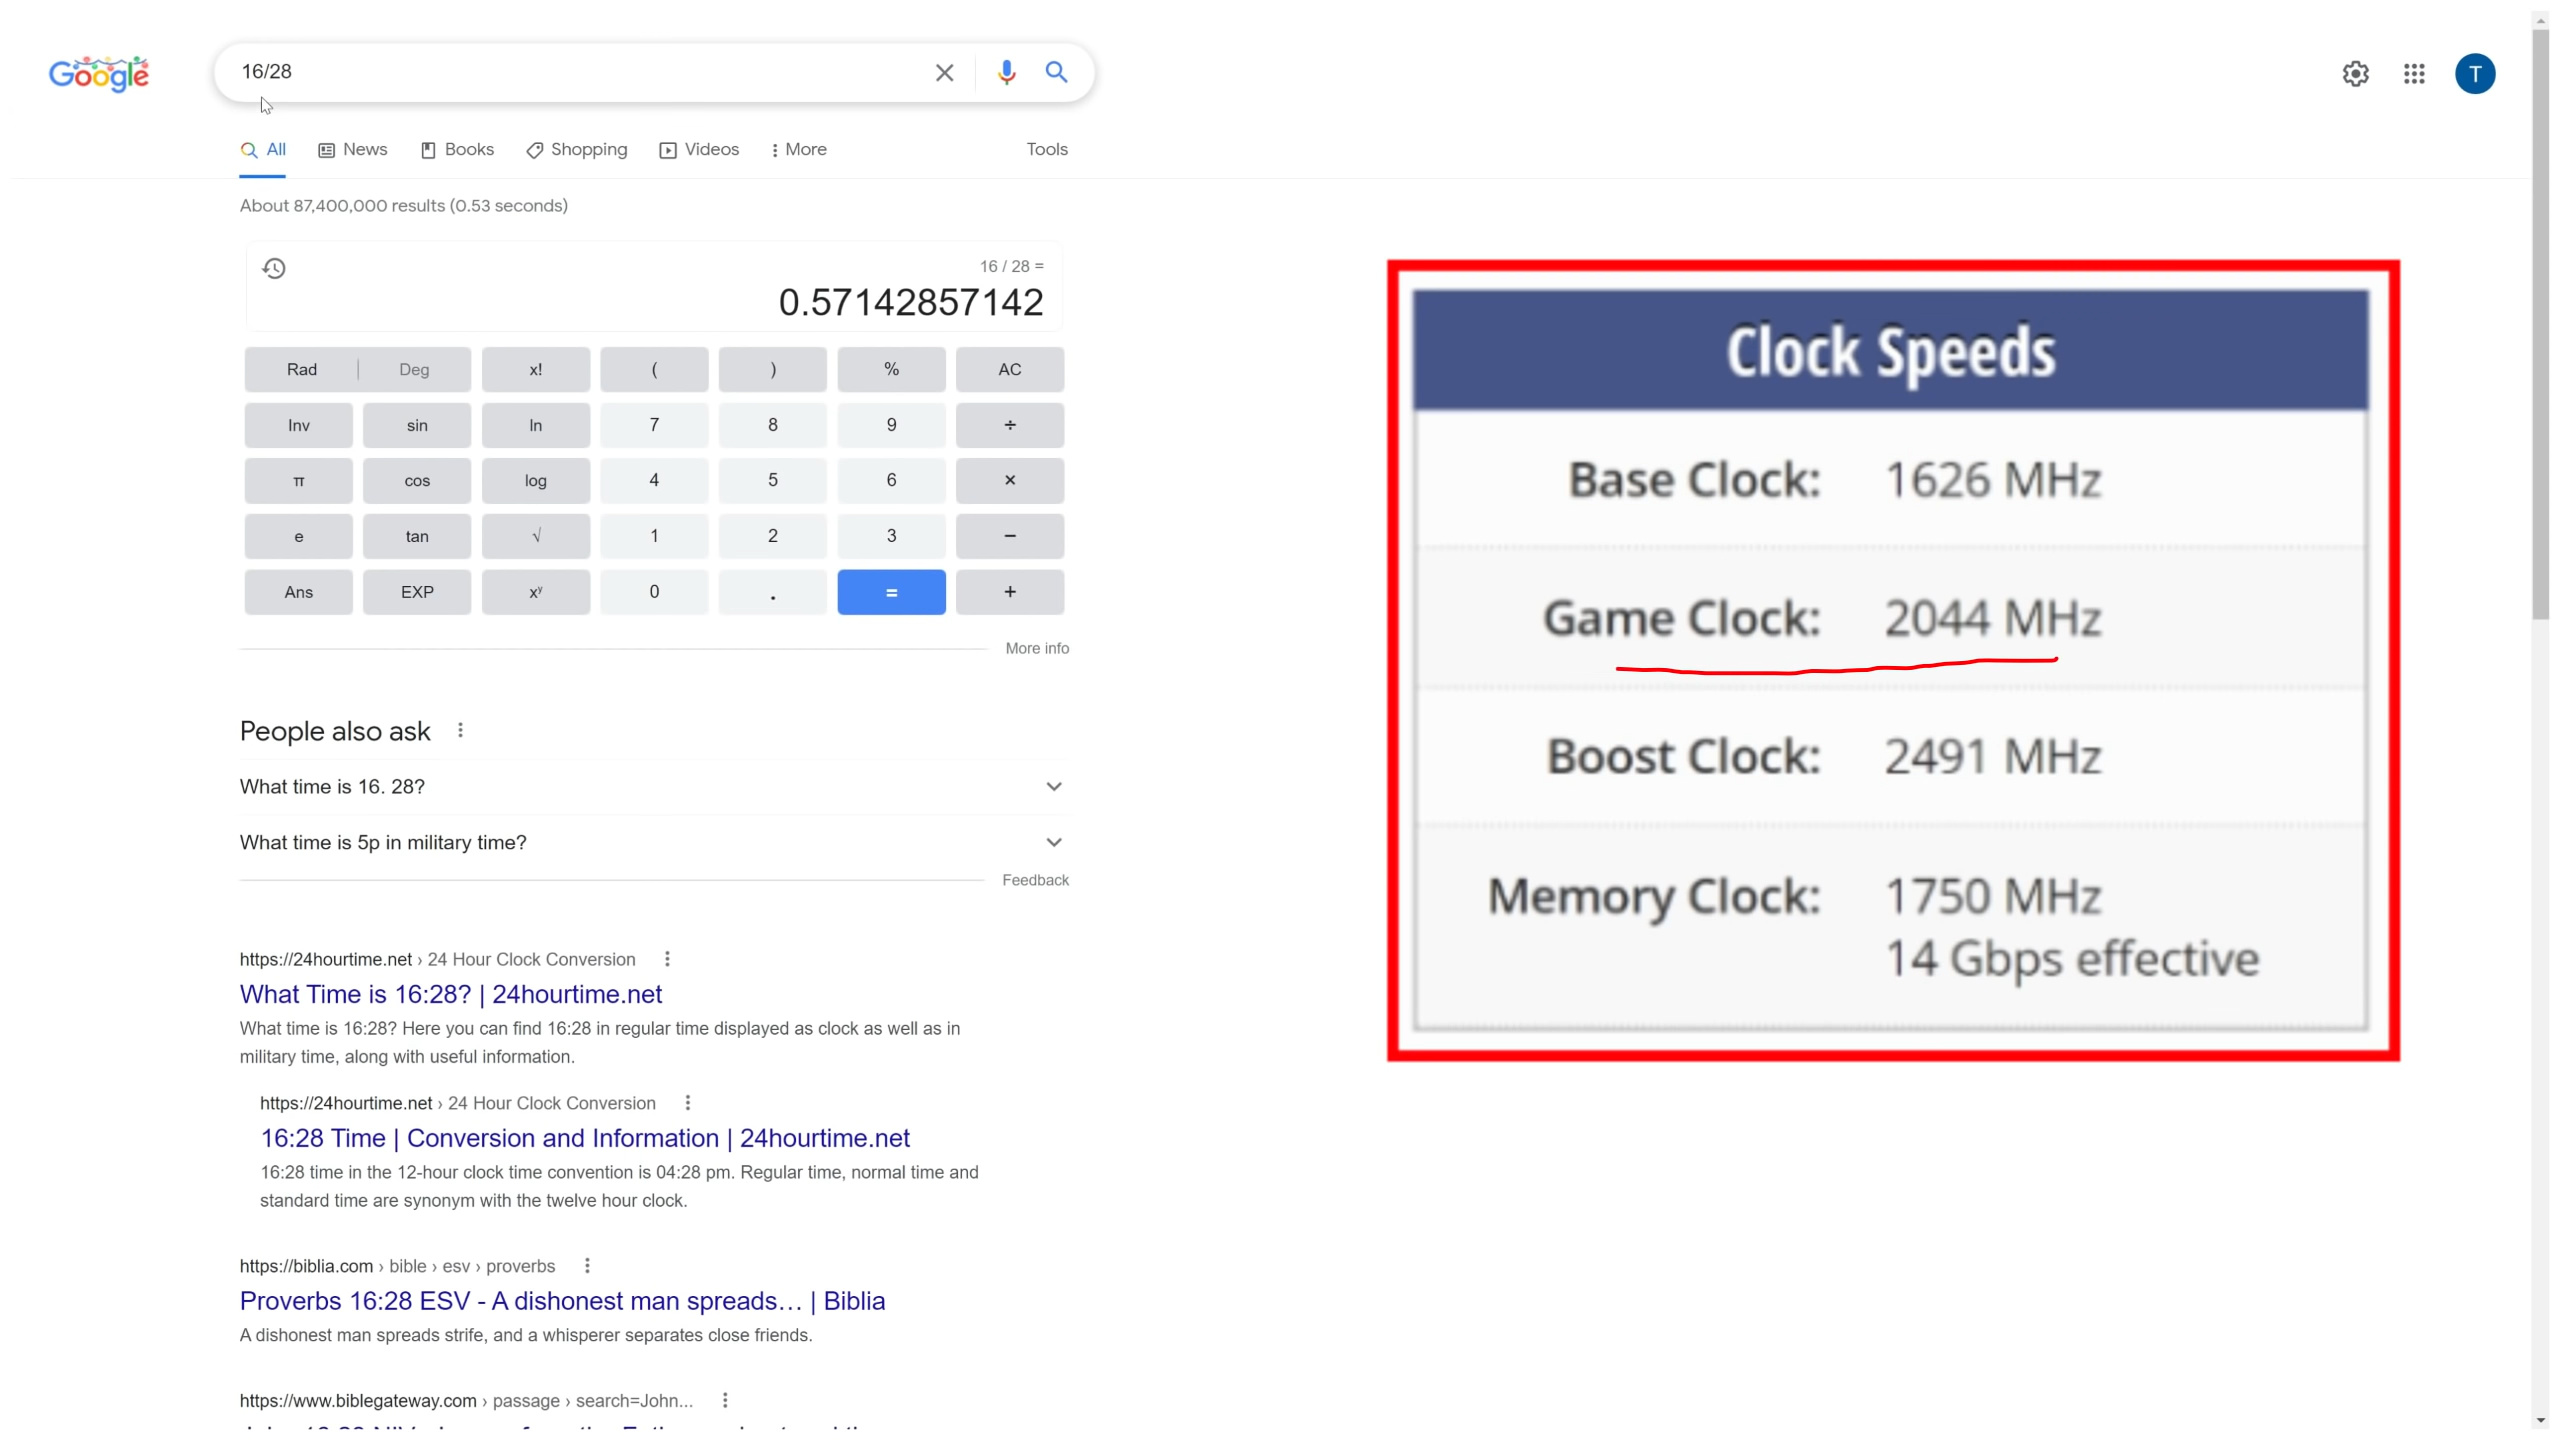 Google
16/28
T
All
News
Books
Shopping
Videos
More
Tools
About 87,400,000 results (0.53 seconds)
16 / 28 =
0.57142857142
Rad | Deg x! ( ) % AC
Inv sin ln 7 8 9 ÷
π cos log 4 5 6 ×
e tan √ 1 2 3 −
Ans EXP xʸ 0 . = +
More info
People also ask
What time is 16. 28?
What time is 5p in military time?
Feedback
https://24hourtime.net › 24 Hour Clock Conversion
What Time is 16:28? | 24hourtime.net
What time is 16:28? Here you can find 16:28 in regular time displayed as clock as well as in
military time, along with useful information.
https://24hourtime.net › 24 Hour Clock Conversion
16:28 Time | Conversion and Information | 24hourtime.net
16:28 time in the 12-hour clock time convention is 04:28 pm. Regular time, normal time and
standard time are synonym with the twelve hour clock.
https://biblia.com › bible › esv › proverbs
Proverbs 16:28 ESV - A dishonest man spreads… | Biblia
A dishonest man spreads strife, and a whisperer separates close friends.
https://www.biblegateway.com › passage › search=John...
Clock Speeds
Base Clock: 1626 MHz
Game Clock: 2044 MHz
Boost Clock: 2491 MHz
Memory Clock: 1750 MHz
14 Gbps effective